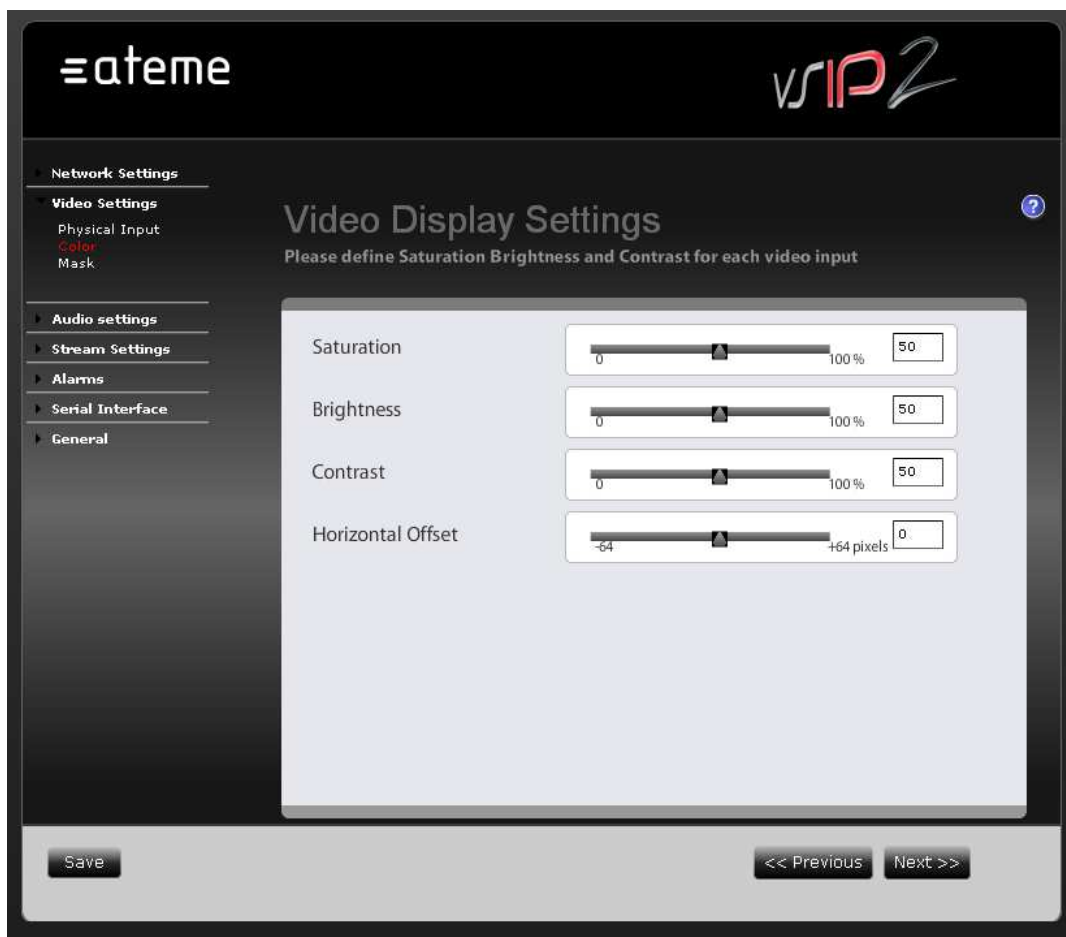 ateme
vsIP2
Network Settings
Video Settings
Physical Input
Color
Mask
Audio settings
Stream Settings
Alarms
Serial Interface
General
Video Display Settings
?
Please define Saturation Brightness and Contrast for each video input
Saturation
0
100 %
50
Brightness
0
100 %
50
Contrast
0
100 %
50
Horizontal Offset
-64
+64 pixels
0
Save
<< Previous
Next >>